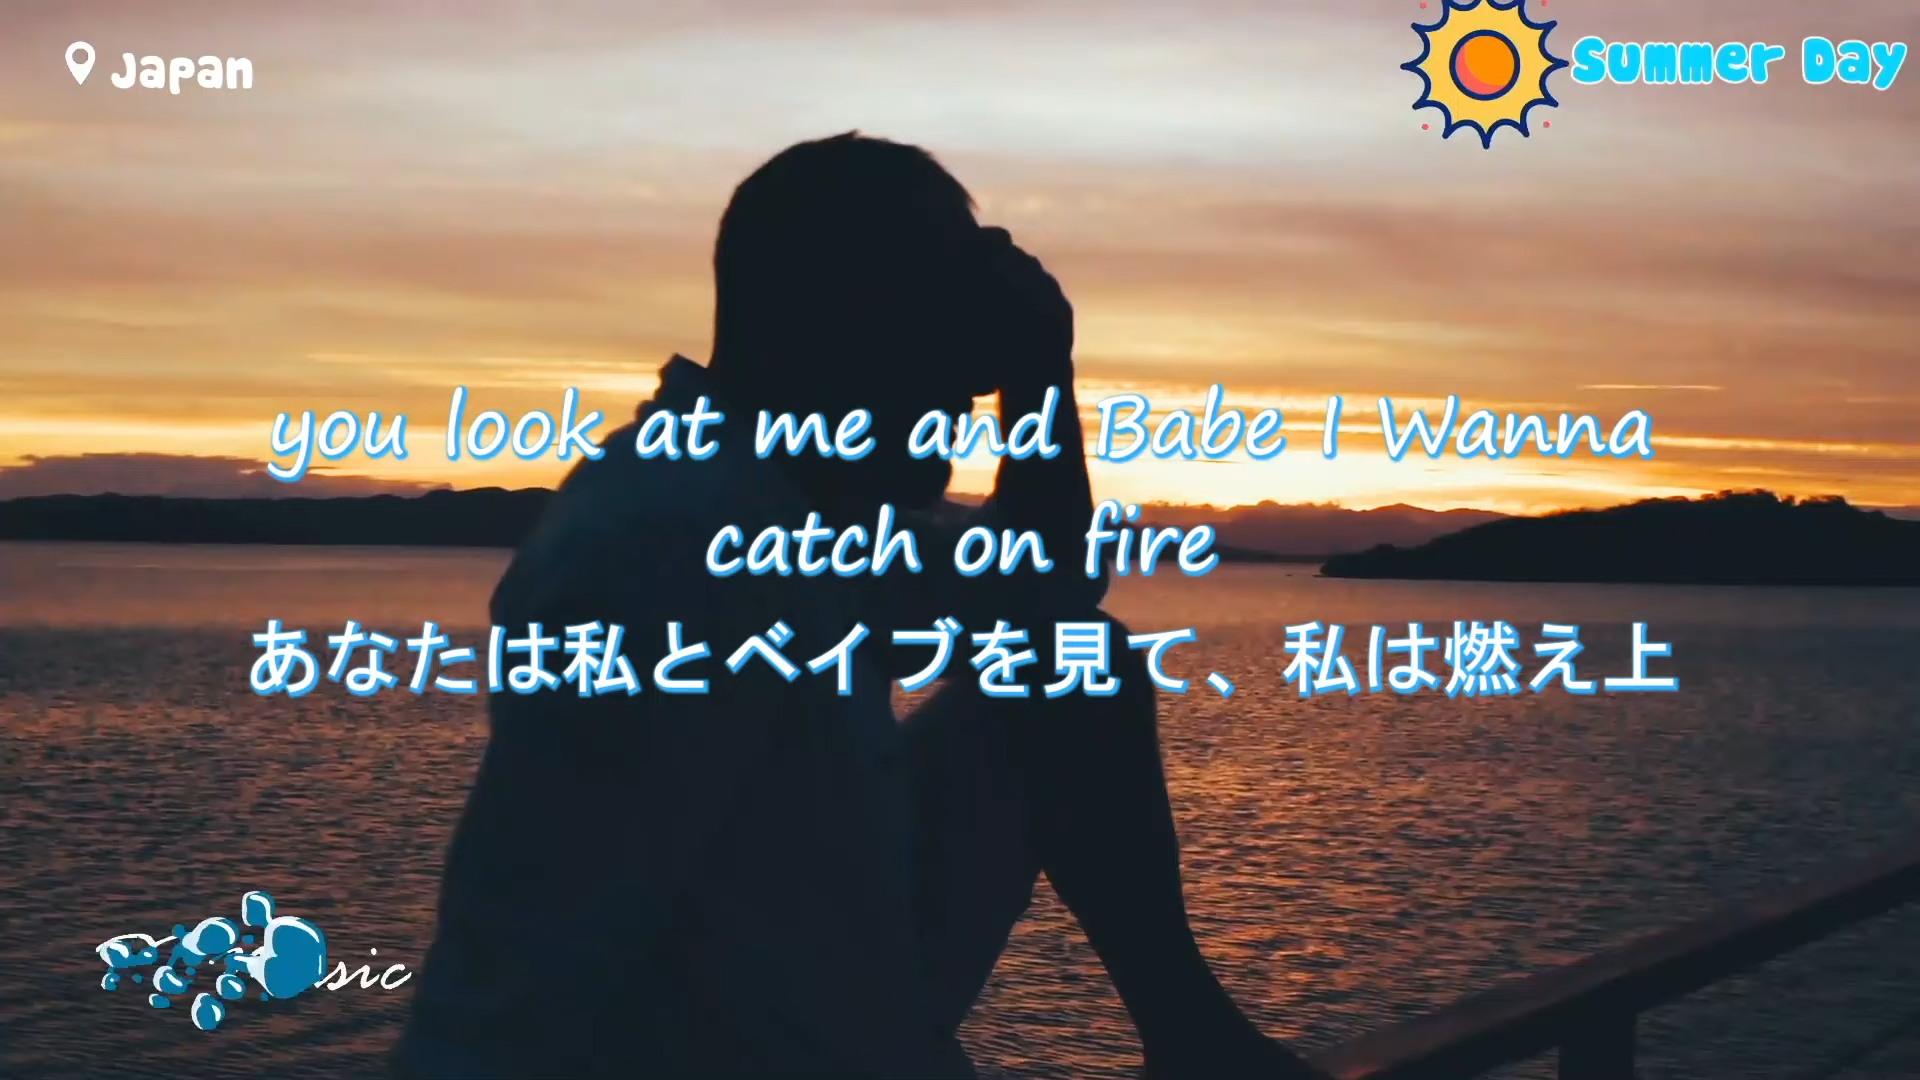 Japan
Summer Day
you look at me and Babe I Wanna
catch on fire
あなたは私とベイブを見て、私は燃え上
sic